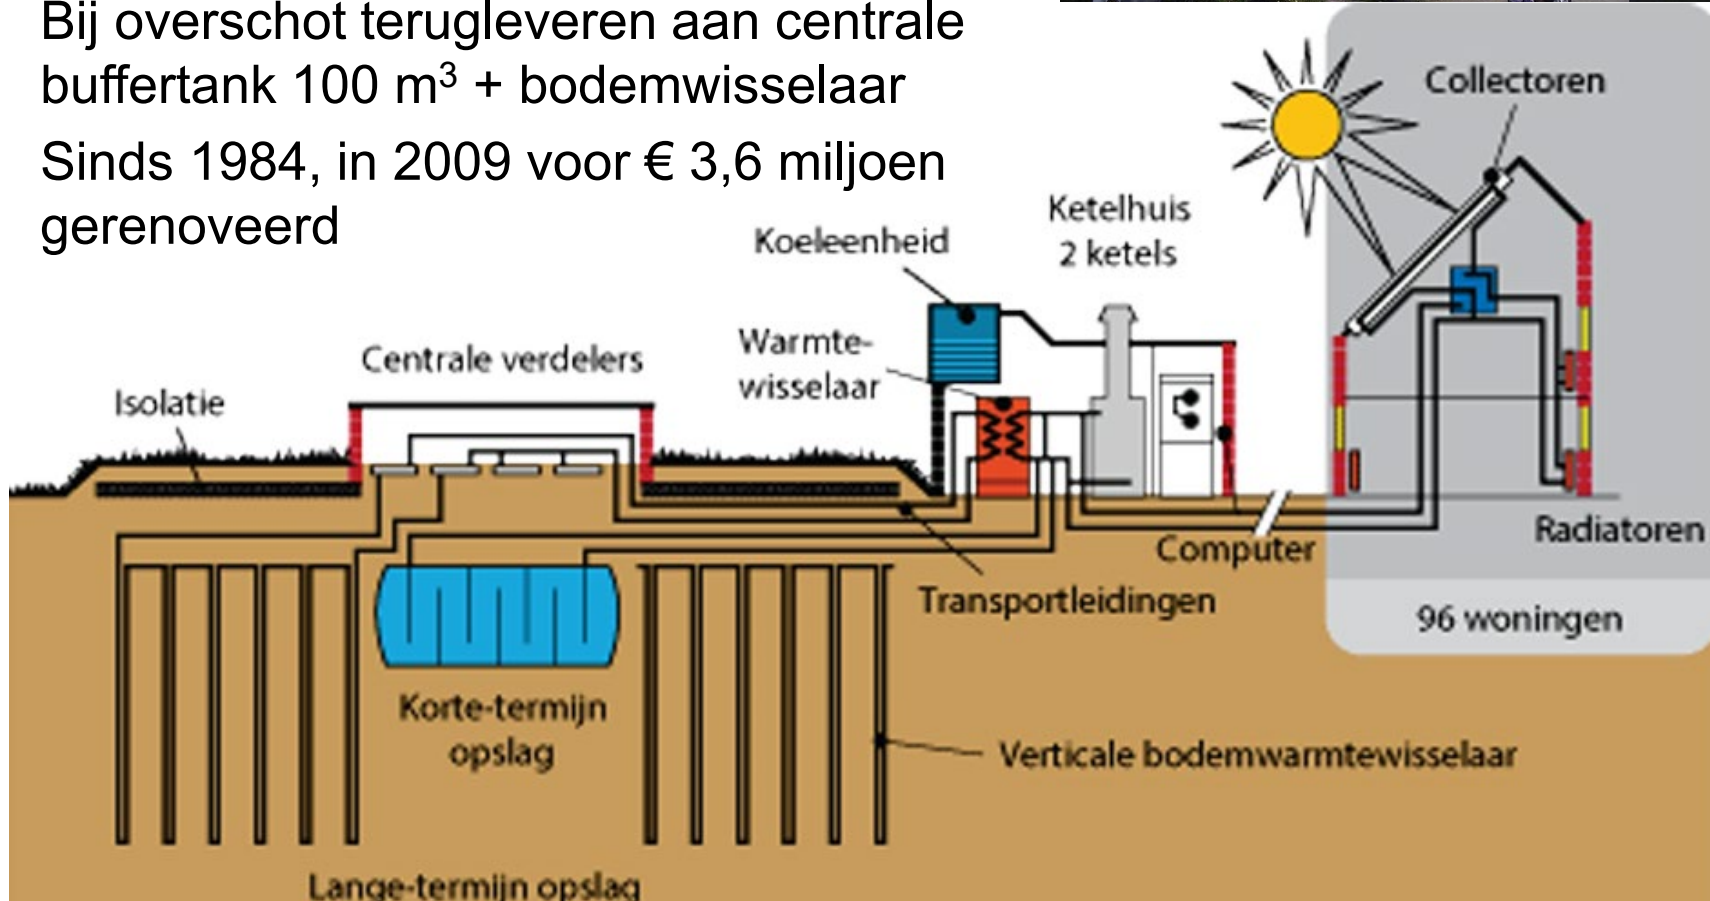 Bij overschot terugleveren aan centrale
buffertank 100 m³ + bodemwisselaar
Sinds 1984, in 2009 voor € 3,6 miljoen
gerenoveerd
Collectoren
Ketelhuis
2 ketels
Koeleenheid
Warmte-
wisselaar
Centrale verdelers
Isolatie
Radiatoren
Computer
Transportleidingen
96 woningen
Korte-termijn
opslag
Verticale bodemwarmtewisselaar
Lange-termijn opslag